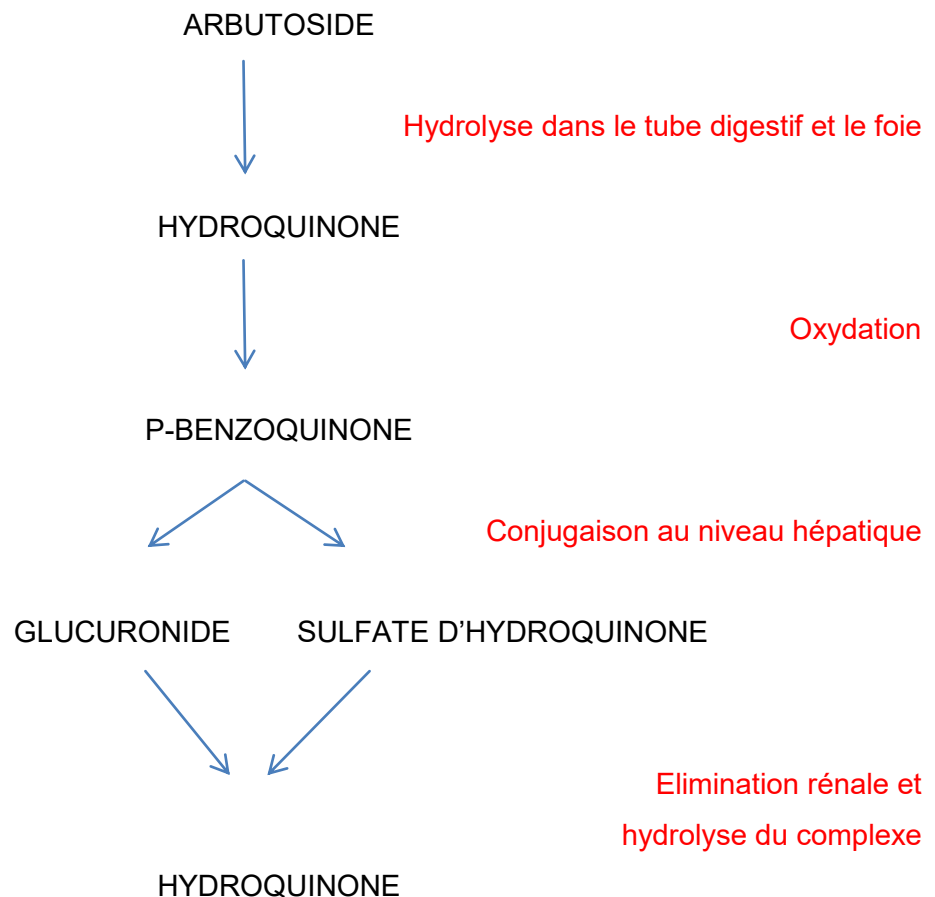 ARBUTOSIDE
Hydrolyse dans le tube digestif et le foie
HYDROQUINONE
Oxydation
P-BENZOQUINONE
Conjugaison au niveau hépatique
GLUCURONIDE SULFATE D'HYDROQUINONE
Elimination rénale et
hydrolyse du complexe
HYDROQUINONE